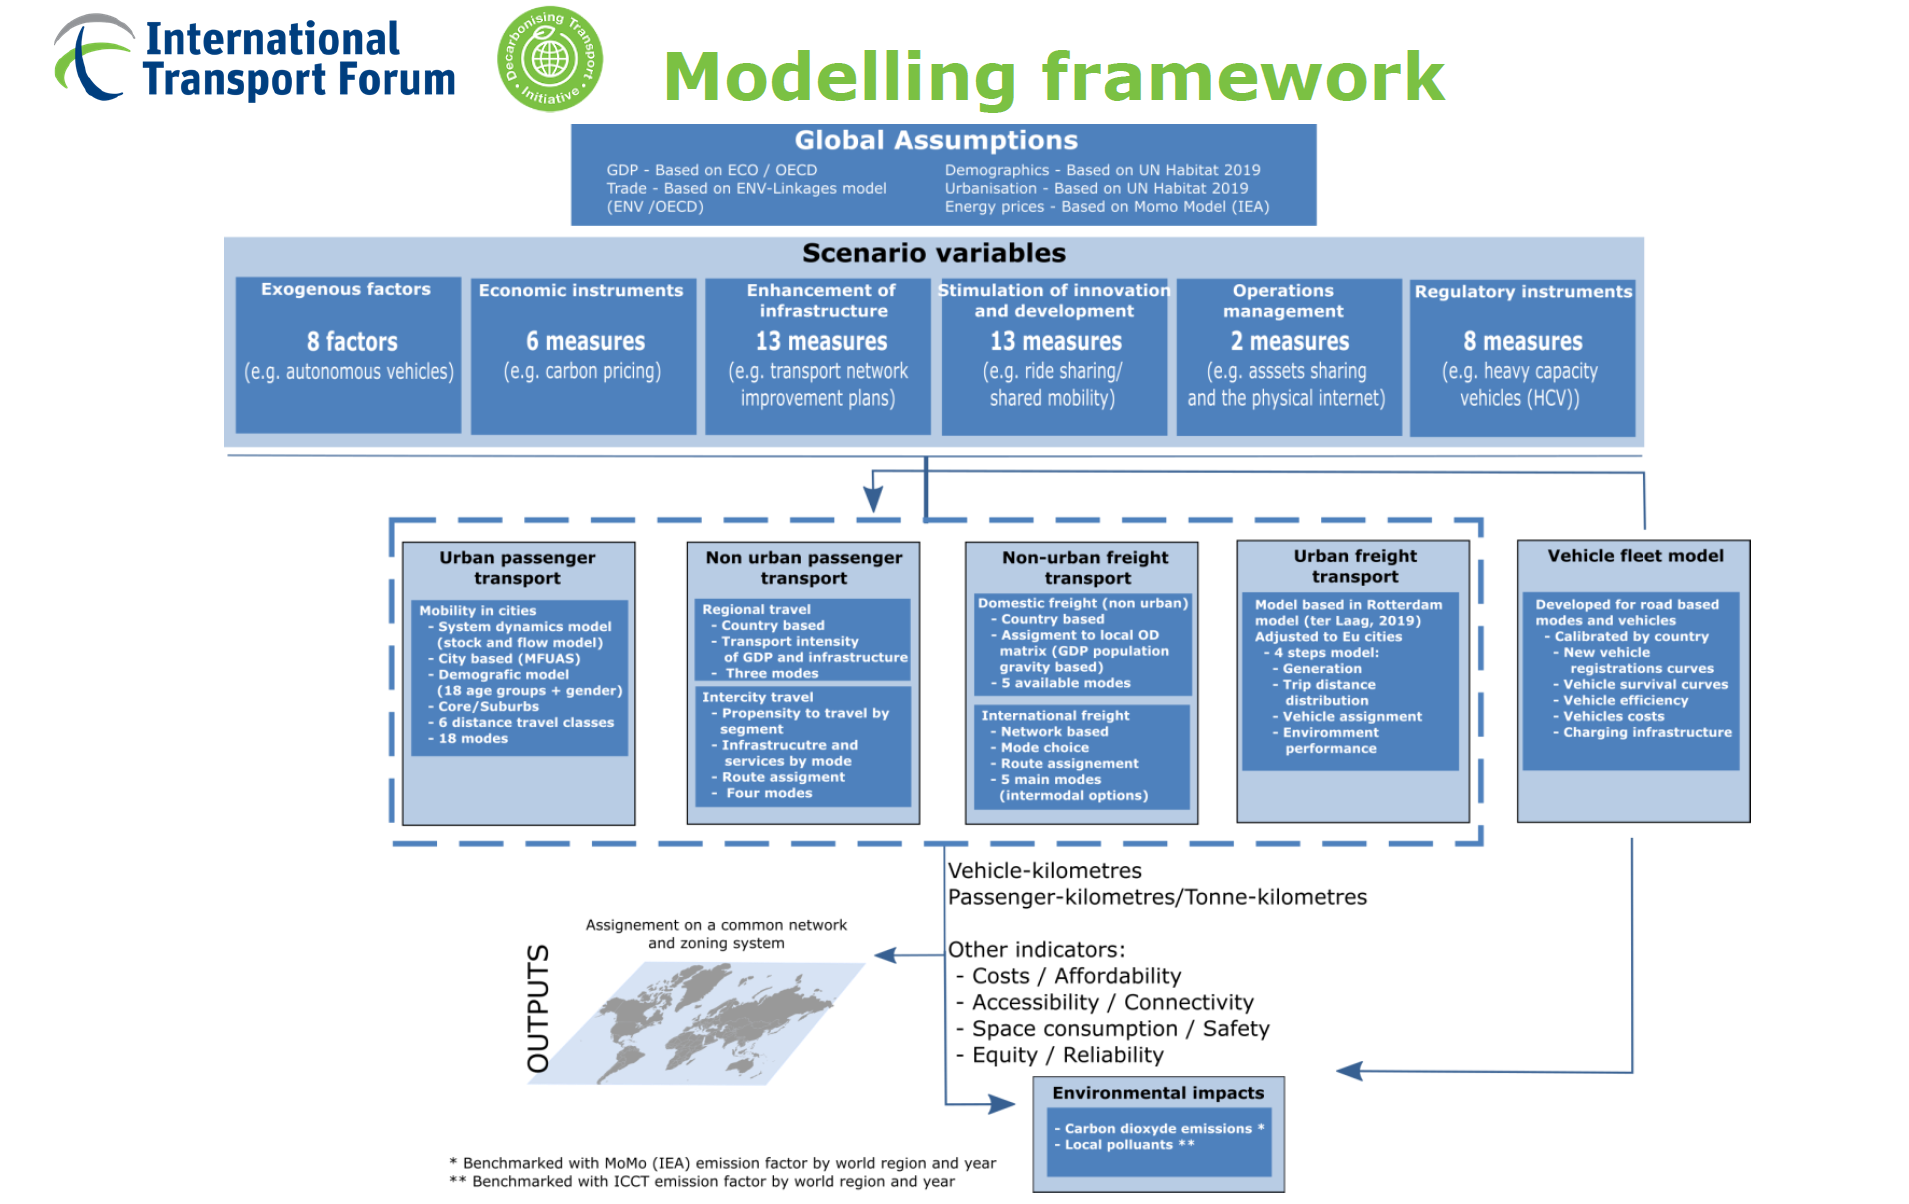 International
Transport Forum
Decarbonising Transport
Initiative
Modelling framework
Global Assumptions
GDP - Based on ECO / OECD
Trade - Based on ENV-Linkages model
(ENV /OECD)
Demographics - Based on UN Habitat 2019
Urbanisation - Based on UN Habitat 2019
Energy prices - Based on Momo Model (IEA)
Scenario variables
Exogenous factors
8 factors
(e.g. autonomous vehicles)
Economic instruments
6 measures
(e.g. carbon pricing)
Enhancement of
infrastructure
13 measures
(e.g. transport network
improvement plans)
Stimulation of innovation
and development
13 measures
(e.g. ride sharing/
shared mobility)
Operations
management
2 measures
(e.g. asssets sharing
and the physical internet)
Regulatory instruments
8 measures
(e.g. heavy capacity
vehicles (HCV))
Urban passenger
transport
Mobility in cities
- System dynamics model
(stock and flow model)
- City based (MFUAS)
- Demografic model
(18 age groups + gender)
- Core/Suburbs
- 6 distance travel classes
- 18 modes
Non urban passenger
transport
Regional travel
- Country based
- Transport intensity
of GDP and infrastructure
- Three modes
Intercity travel
- Propensity to travel by
segment
- Infrastrucutre and
services by mode
- Route assigment
- Four modes
Non-urban freight
transport
Domestic freight (non urban)
- Country based
- Assigment to local OD
matrix (GDP population
gravity based)
- 5 available modes
International freight
- Network based
- Mode choice
- Route assignement
- 5 main modes
(intermodal options)
Urban freight
transport
Model based in Rotterdam
model (ter Laag, 2019)
Adjusted to Eu cities
- 4 steps model:
- Generation
- Trip distance
distribution
- Vehicle assignment
- Enviromment
performance
Vehicle fleet model
Developed for road based
modes and vehicles
- Calibrated by country
- New vehicle
registrations curves
- Vehicle survival curves
- Vehicle efficiency
- Vehicles costs
- Charging infrastructure
Vehicle-kilometres
Passenger-kilometres/Tonne-kilometres
Other indicators:
- Costs / Affordability
- Accessibility / Connectivity
- Space consumption / Safety
- Equity / Reliability
OUTPUTS
Assignement on a common network
and zoning system
Environmental impacts
- Carbon dioxyde emissions *
- Local polluants **
* Benchmarked with MoMo (IEA) emission factor by world region and year
** Benchmarked with ICCT emission factor by world region and year